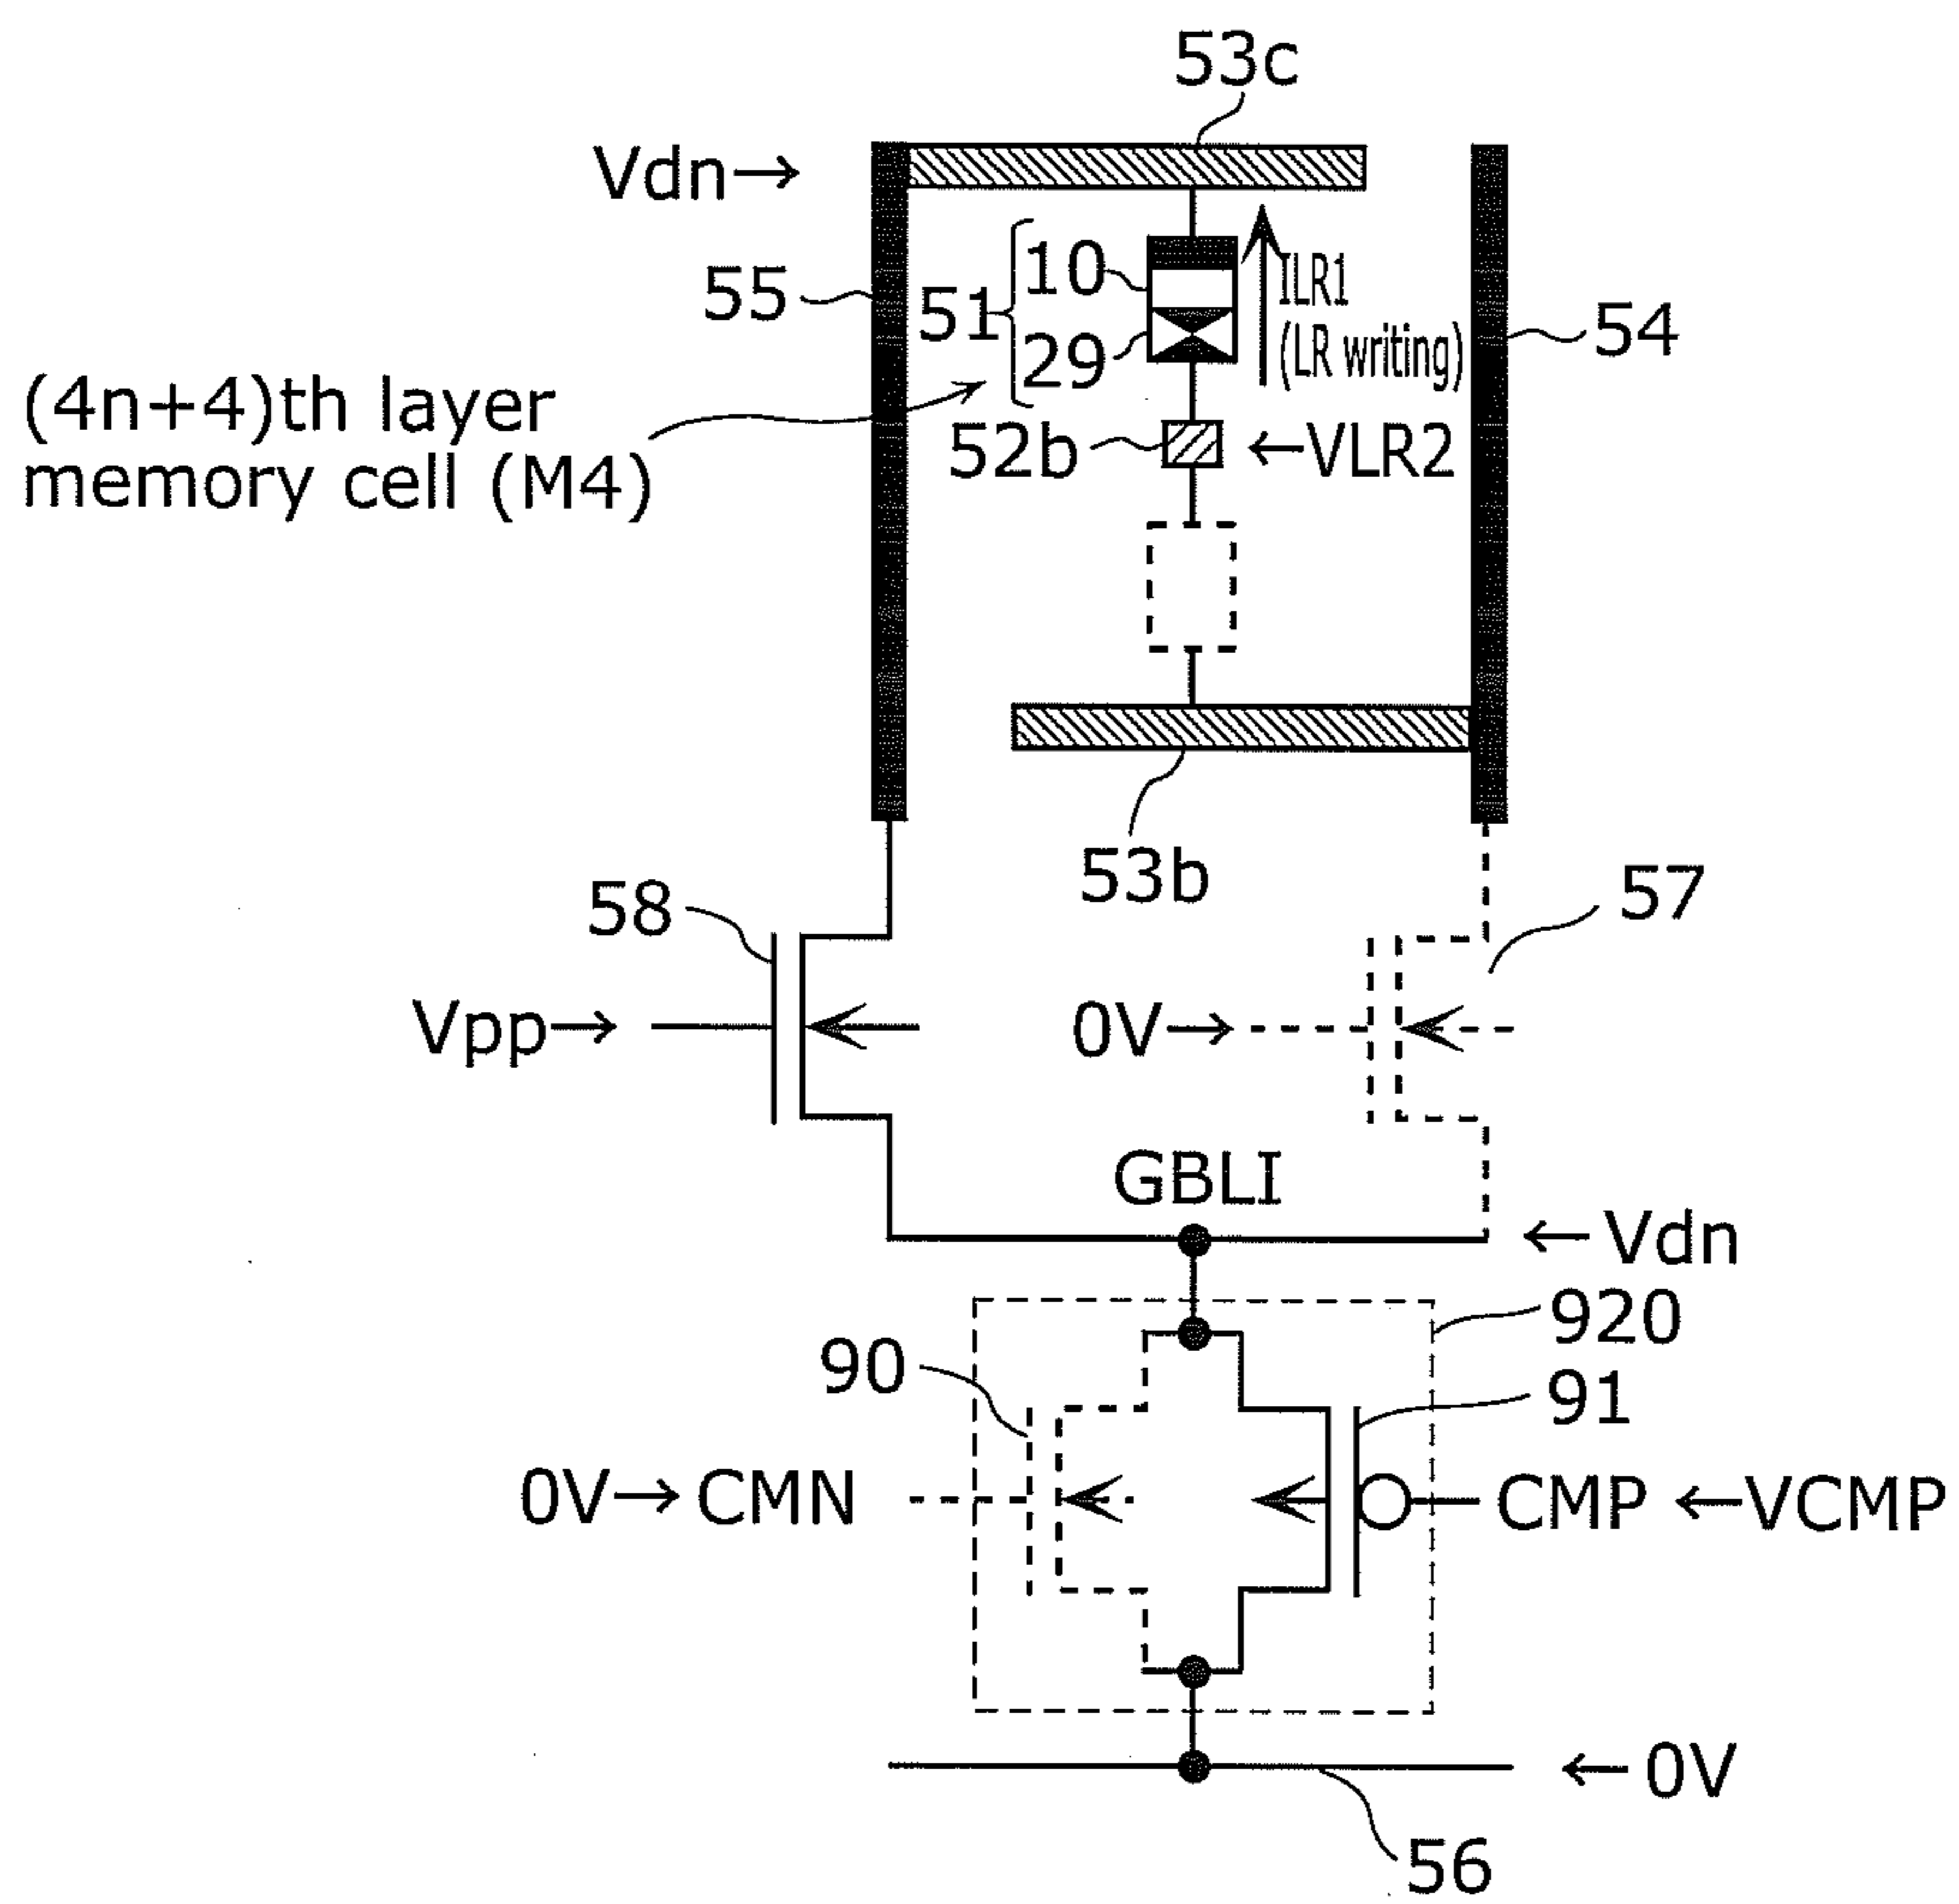 53c
Vdn→
55
51
10
29
ILR1
(LR writing)
54
(4n+4)th layer
memory cell (M4)
52b
←VLR2
53b
58
57
Vpp→
0V→
GBLI
←Vdn
920
90
91
0V→ CMN
CMP ←VCMP
←0V
56